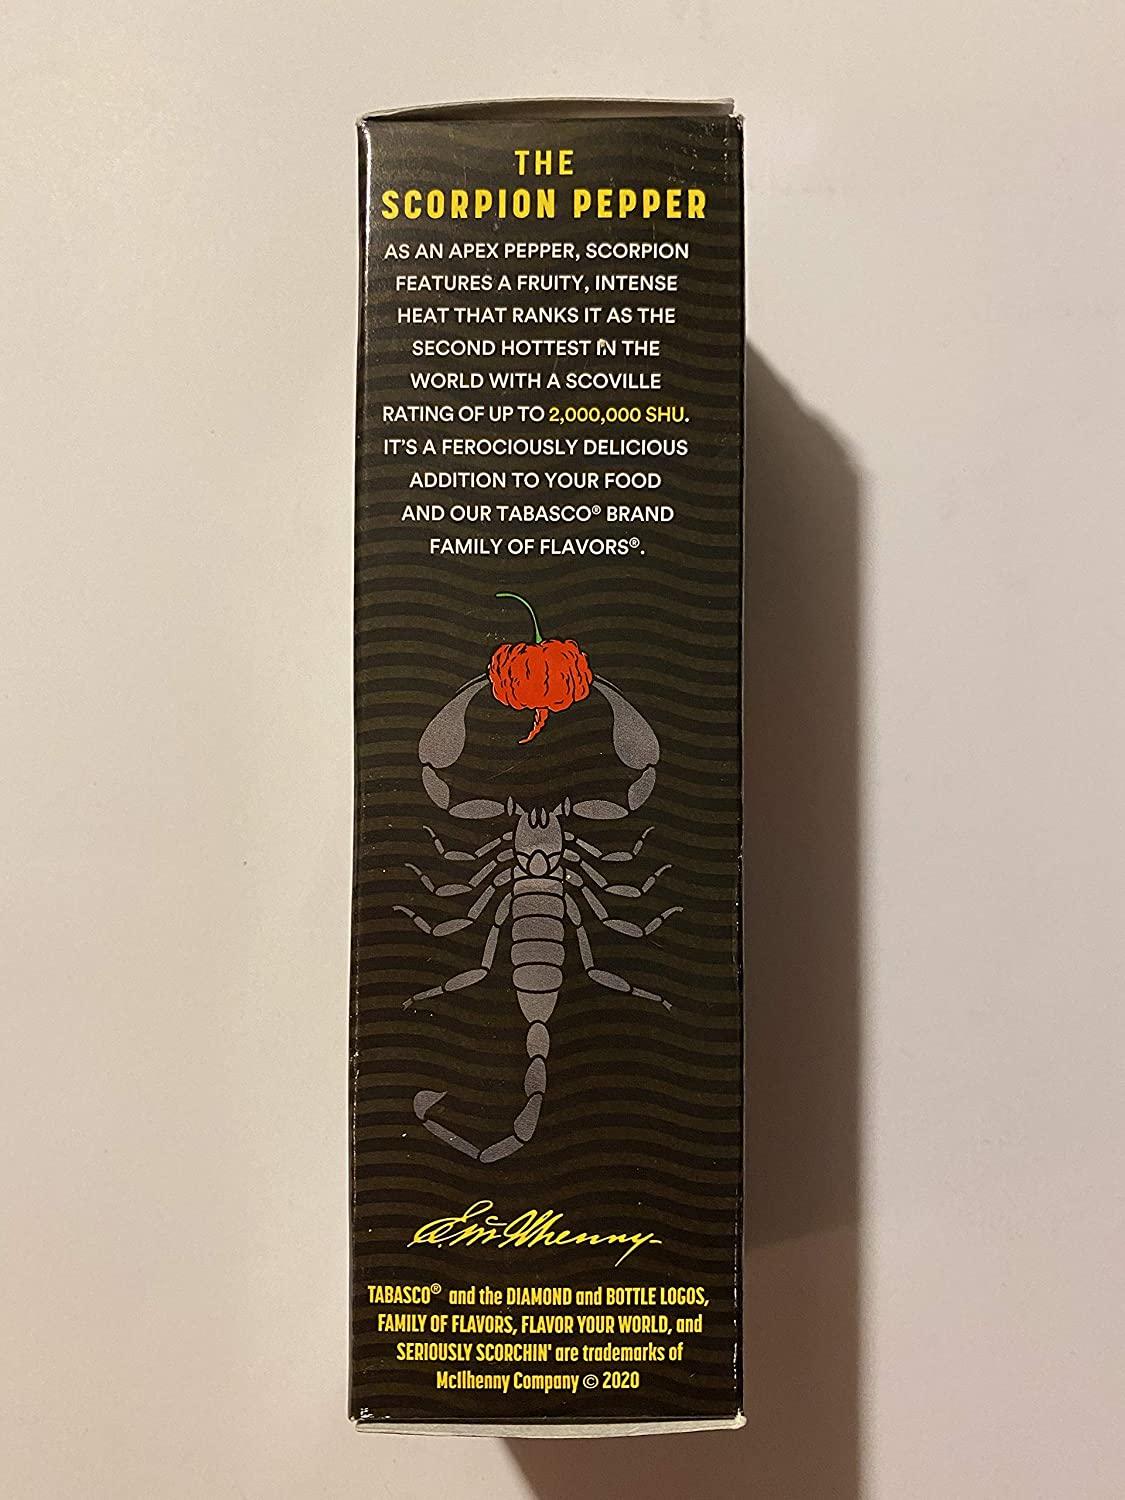 THE
SCORPION PEPPER
AS AN APEX PEPPER, SCORPION
FEATURES A FRUITY, INTENSE
HEAT THAT RANKS IT AS THE
SECOND HOTTEST IN THE
WORLD WITH A SCOVILLE
RATING OF UP TO 2,000,000 SHU.
IT'S A FEROCIOUSLY DELICIOUS
ADDITION TO YOUR FOOD
AND OUR TABASCO® BRAND
FAMILY OF FLAVORS®.
TABASCO® and the DIAMOND and BOTTLE LOGOS,
FAMILY OF FLAVORS, FLAVOR YOUR WORLD, and
SERIOUSLY SCORCHIN' are trademarks of
McIlhenny Company © 2020